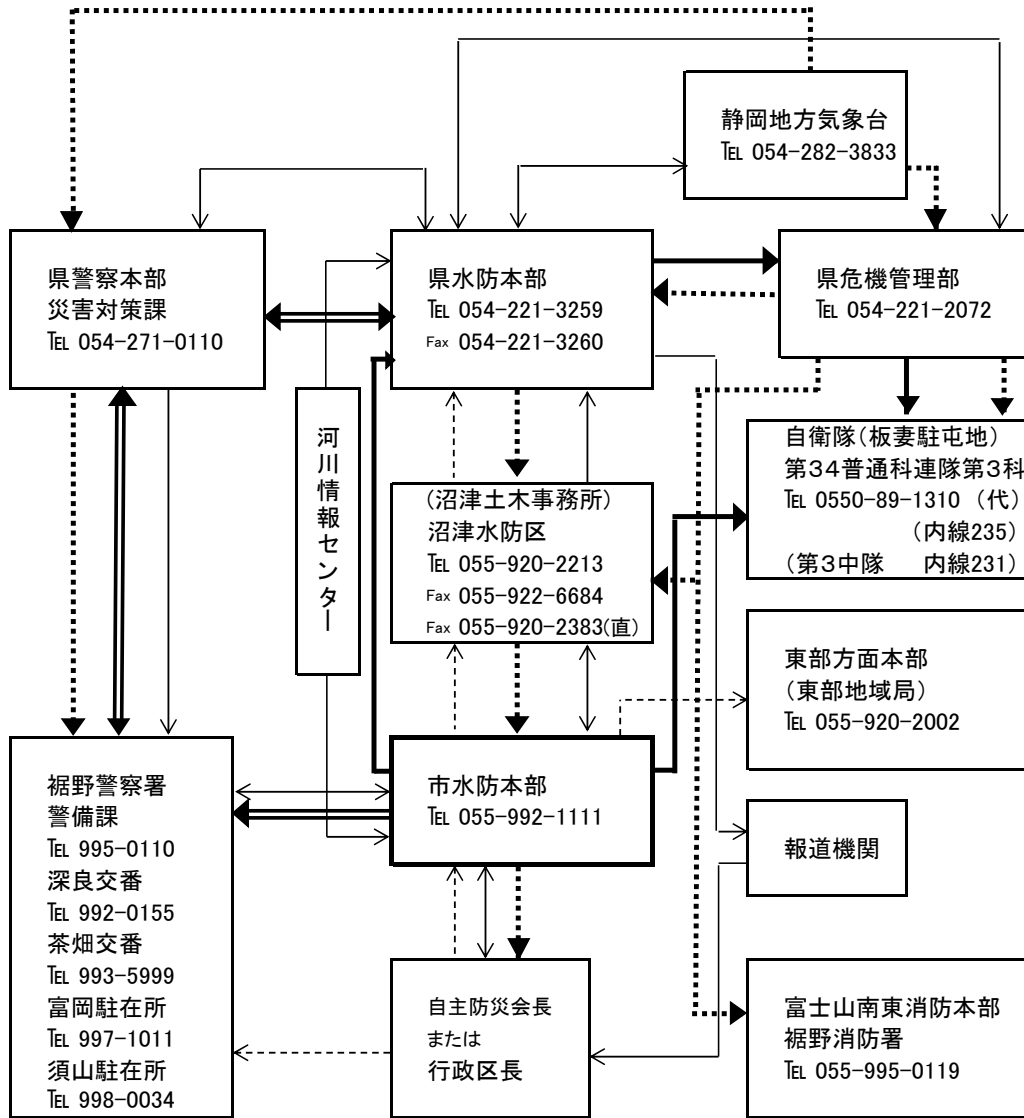 静岡地方気象台
℡ 054-282-3833
県警察本部
災害対策課
℡ 054-271-0110
県水防本部
℡ 054-221-3259
Fax 054-221-3260
県危機管理部
℡ 054-221-2072
河川情報センター
(沼津土木事務所)
沼津水防区
℡ 055-920-2213
Fax 055-922-6684
Fax 055-920-2383(直)
自衛隊(板妻駐屯地)
第34普通科連隊第3科
℡ 0550-89-1310 (代)
(内線235)
(第3中隊 内線231)
東部方面本部
(東部地域局)
℡ 055-920-2002
裾野警察署
警備課
℡ 995-0110
深良交番
℡ 992-0155
茶畑交番
℡ 993-5999
富岡駐在所
℡ 997-1011
須山駐在所
℡ 998-0034
市水防本部
℡ 055-992-1111
報道機関
自主防災会長
または
行政区長
富士山南東消防本部
裾野消防署
℡ 055-995-0119